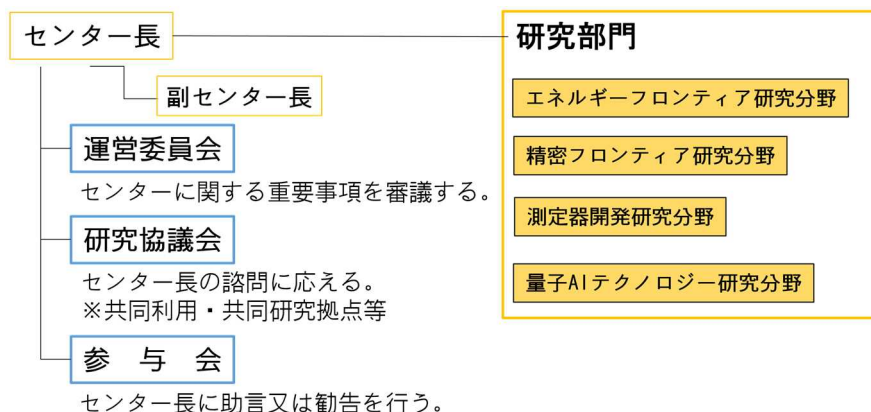 センター長
副センター長
運営委員会
センターに関する重要事項を審議する。
研究協議会
センター長の諮問に応える。
※共同利用・共同研究拠点等
参　与　会
センター長に助言又は勧告を行う。
研究部門
エネルギーフロンティア研究分野
精密フロンティア研究分野
測定器開発研究分野
量子AIテクノロジー研究分野